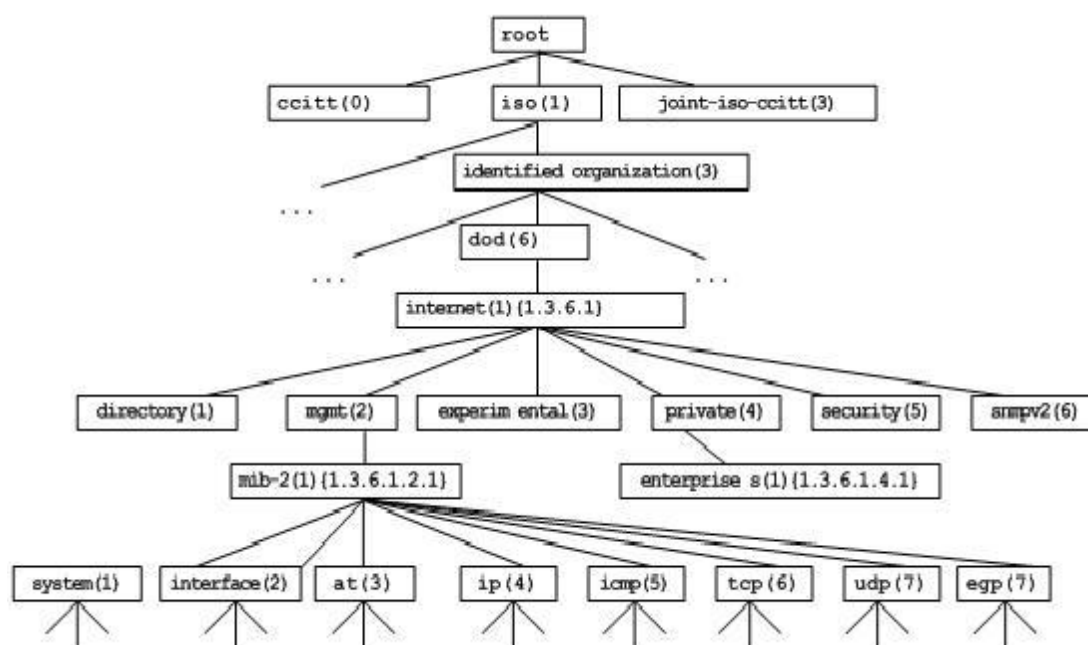 root
ccitt(0) iso(1) joint-iso-ccitt(3)
identified organization(3)
...
dod(6)
... ...
internet(1){1.3.6.1}
directory(1) mgmt(2) experim ental(3) private(4) security(5) snmpv2(6)
mib-2(1){1.3.6.1.2.1} enterprise s(1){1.3.6.1.4.1}
system(1) interface(2) at(3) ip(4) icmp(5) tcp(6) udp(7) egp(7)